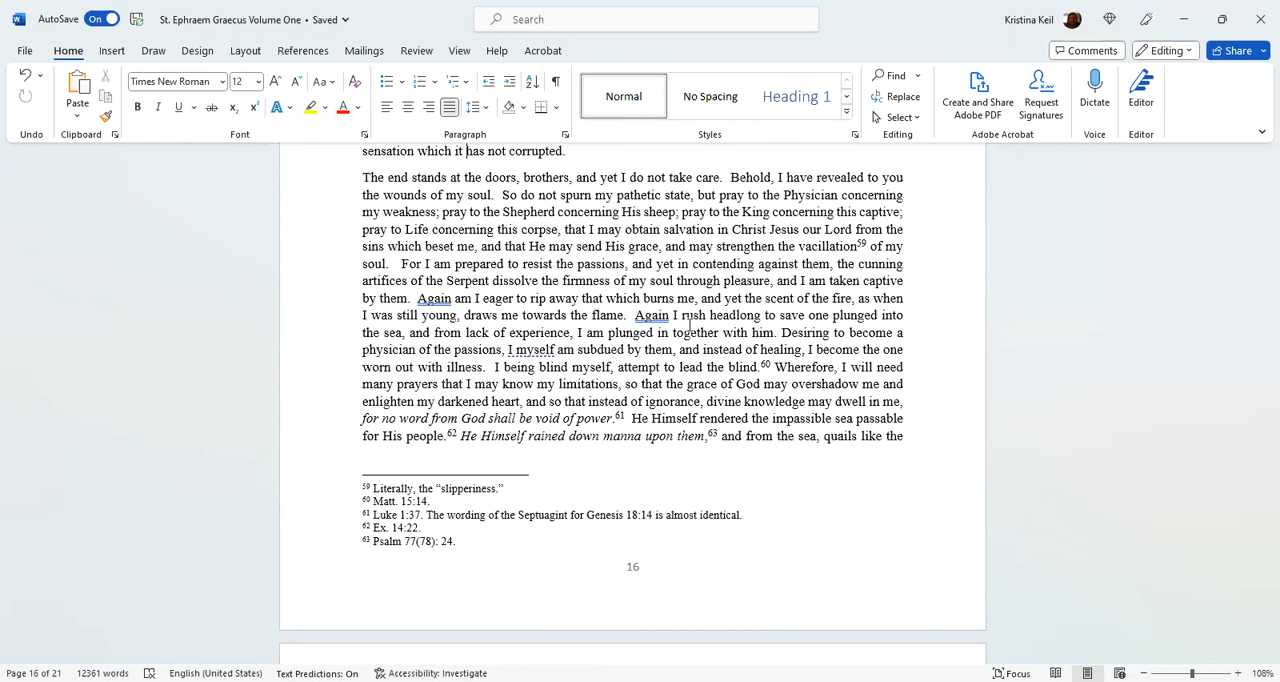 AutoSave On St. Ephraem Graecus Volume One • Saved Search Kristina Keil
File Home Insert Draw Design Layout References Mailings Review View Help Acrobat Comments Editing Share
Times New Roman 12 Aa Find
Paste Normal No Spacing Heading 1 Replace Create and Share Adobe PDF Request Signatures Dictate Editor
B I U ab x₂ x² A A Select
Undo Clipboard Font Paragraph Styles Editing Adobe Acrobat Voice Editor
sensation which it has not corrupted.
The end stands at the doors, brothers, and yet I do not take care. Behold, I have revealed to you
the wounds of my soul. So do not spurn my pathetic state, but pray to the Physician concerning
my weakness; pray to the Shepherd concerning His sheep; pray to the King concerning this captive;
pray to Life concerning this corpse, that I may obtain salvation in Christ Jesus our Lord from the
sins which beset me, and that He may send His grace, and may strengthen the vacillation⁵⁹ of my
soul. For I am prepared to resist the passions, and yet in contending against them, the cunning
artifices of the Serpent dissolve the firmness of my soul through pleasure, and I am taken captive
by them. Again am I eager to rip away that which burns me, and yet the scent of the fire, as when
I was still young, draws me towards the flame. Again I rush headlong to save one plunged into
the sea, and from lack of experience, I am plunged in together with him. Desiring to become a
physician of the passions, I myself am subdued by them, and instead of healing, I become the one
worn out with illness. I being blind myself, attempt to lead the blind.⁶⁰ Wherefore, I will need
many prayers that I may know my limitations, so that the grace of God may overshadow me and
enlighten my darkened heart, and so that instead of ignorance, divine knowledge may dwell in me,
for no word from God shall be void of power.⁶¹ He Himself rendered the impassible sea passable
for His people.⁶² He Himself rained down manna upon them,⁶³ and from the sea, quails like the
⁵⁹ Literally, the “slipperiness.”
⁶⁰ Matt. 15:14.
⁶¹ Luke 1:37. The wording of the Septuagint for Genesis 18:14 is almost identical.
⁶² Ex. 14:22.
⁶³ Psalm 77(78): 24.
16
Page 16 of 21 12361 words English (United States) Text Predictions: On Accessibility: Investigate Focus 108%